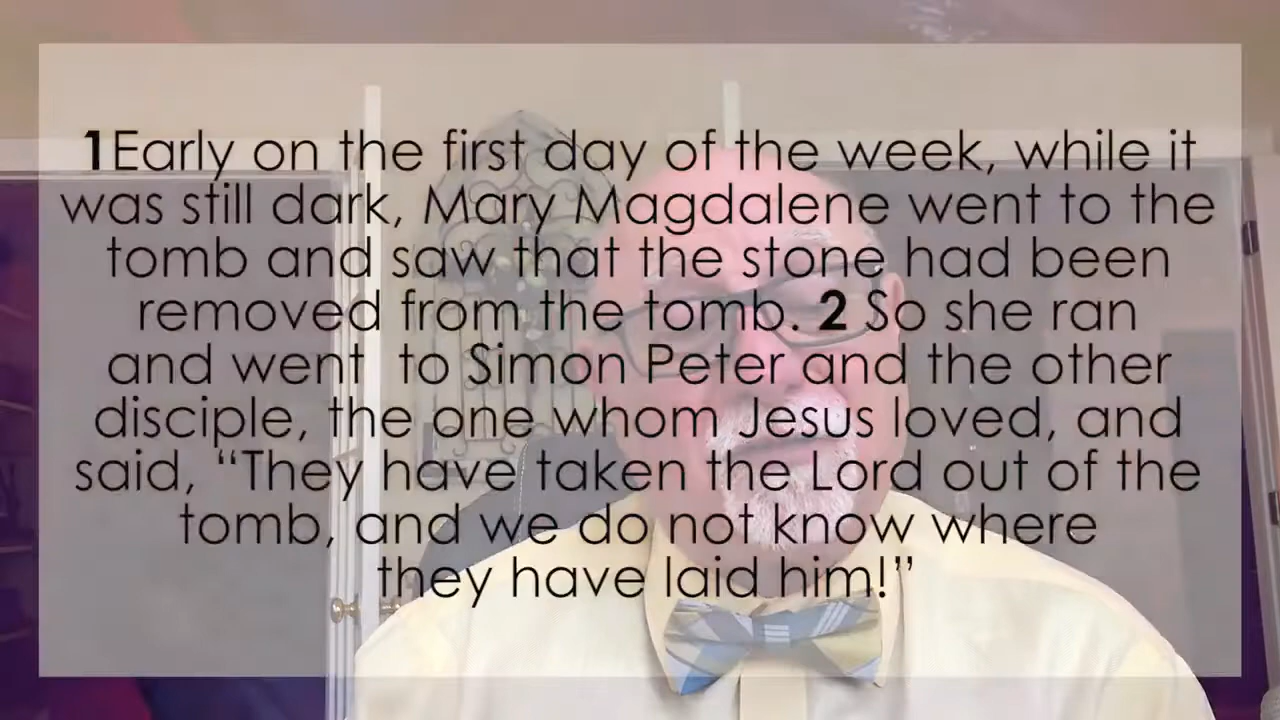 1Early on the first day of the week, while it
was still dark, Mary Magdalene went to the
tomb and saw that the stone had been
removed from the tomb. 2 So she ran
and went to Simon Peter and the other
disciple, the one whom Jesus loved, and
said, “They have taken the Lord out of the
tomb, and we do not know where
they have laid him!”